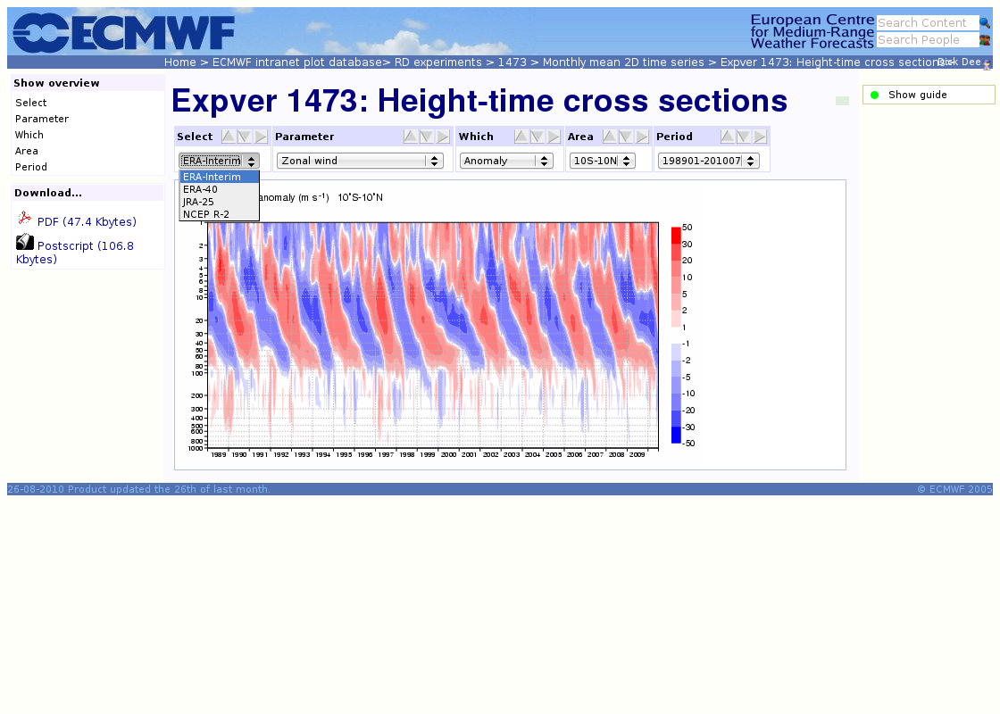 ECMWF
European Centre
for Medium-Range
Weather Forecasts
Search Content
Search People
Home > ECMWF intranet plot database> RD experiments > 1473 > Monthly mean 2D time series > Expver 1473: Height-time cross sections>
Dick Dee
Show overview
Select
Parameter
Which
Area
Period
Download...
PDF (47.4 Kbytes)
Postscript (106.8
Kbytes)
Expver 1473: Height-time cross sections
Show guide
Select Parameter Which Area Period
ERA-Interim Zonal wind Anomaly 10S-10N 198901-201007
ERA-Interim
ERA-40
JRA-25
NCEP R-2
anomaly (m s-1) 10°S-10°N
1
2
3
4
5
6
8
10
20
30
40
50
60
80
100
200
300
400
500
600
800
1000
1989 1990 1991 1992 1993 1994 1995 1996 1997 1998 1999 2000 2001 2002 2003 2004 2005 2006 2007 2008 2009
50
30
20
10
5
2
1
-1
-2
-5
-10
-20
-30
-50
26-08-2010 Product updated the 26th of last month.
© ECMWF 2005